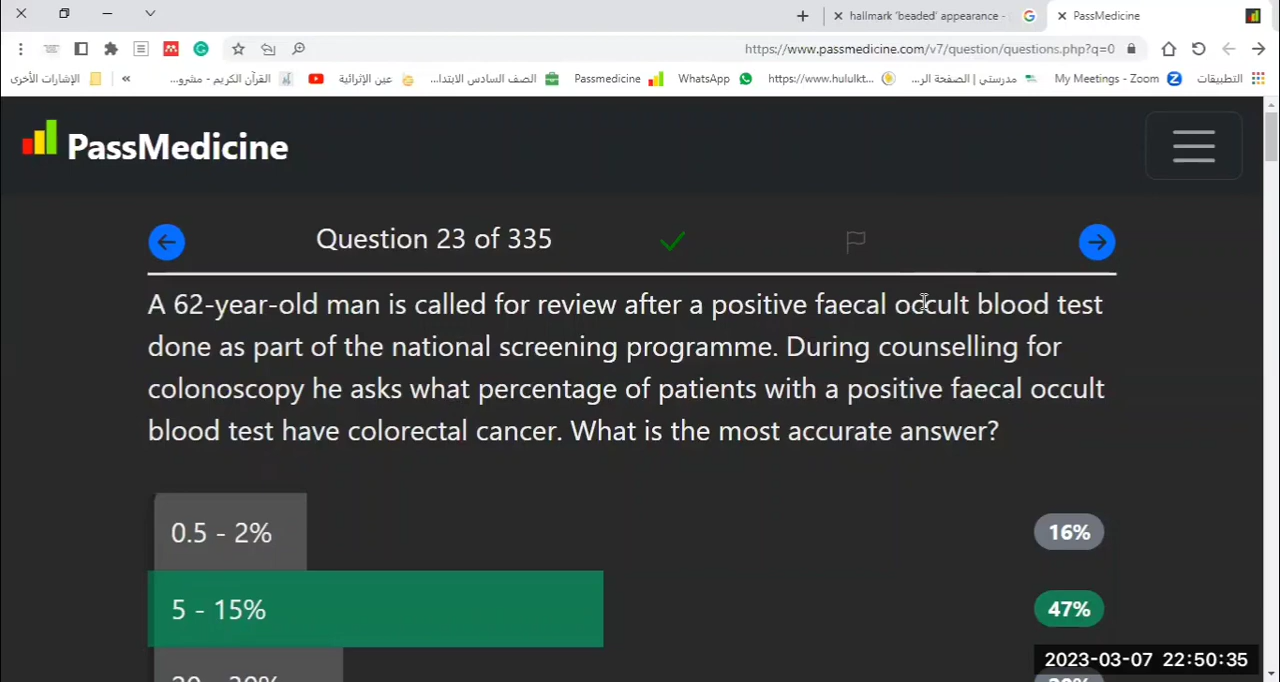 hallmark 'beaded' appearance -
PassMedicine
https://www.passmedicine.com/v7/question/questions.php?q=0
الإشارات الأخرى
»
القرآن الكريم - مشرو...
عين الإثرائية
الصف السادس الابتدا...
Passmedicine
WhatsApp
https://www.hululkt...
مدرستي | الصفحة الر...
My Meetings - Zoom
التطبيقات
PassMedicine
Question 23 of 335
A 62-year-old man is called for review after a positive faecal occult blood test
done as part of the national screening programme. During counselling for
colonoscopy he asks what percentage of patients with a positive faecal occult
blood test have colorectal cancer. What is the most accurate answer?
0.5 - 2%
16%
5 - 15%
47%
2023-03-07 22:50:35